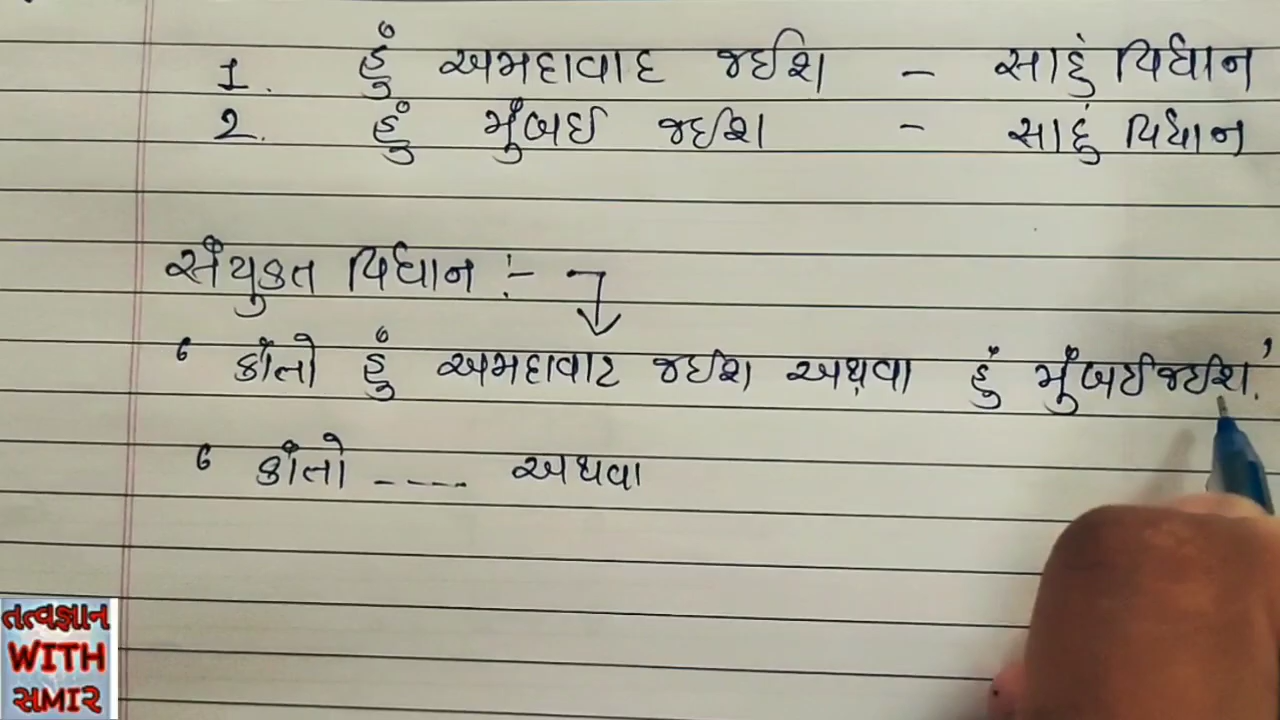 1. હું અમદાવાદ જઈશ - સાદું વિધાન
2. હું મુંબઈ જઈશ - સાદું વિધાન
સંયુક્ત વિધાન :-
‘ કાંતો હું અમદાવાદ જઈશ અથવા હું મુંબઈ જઈશ.’
‘ કાંતો ---- અથવા
તત્વજ્ઞાન
WITH
સમીર